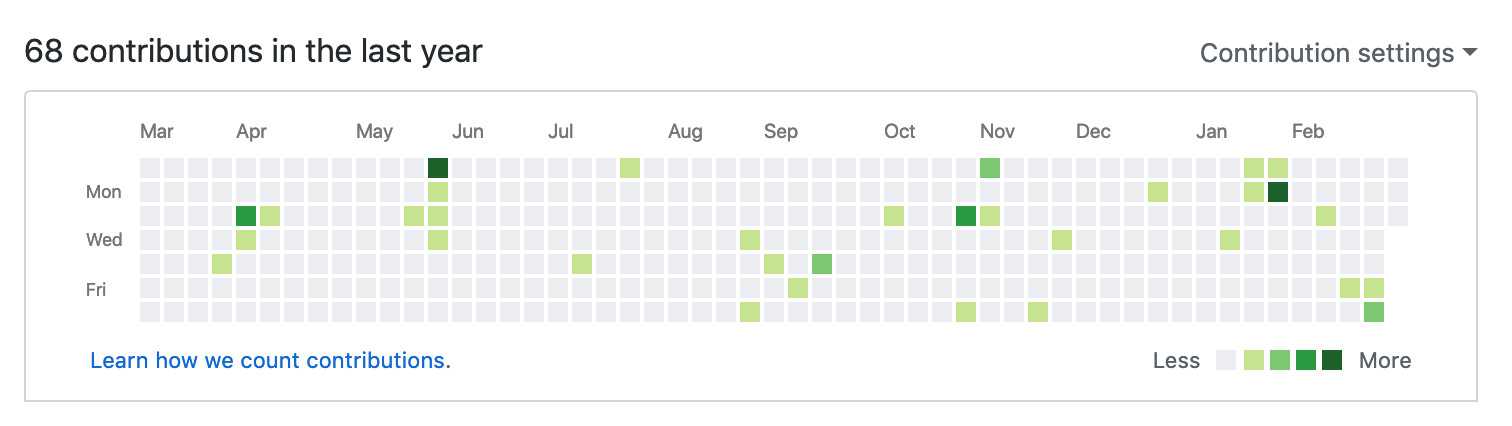 68 contributions in the last year
Contribution settings
Mar Apr May Jun Jul Aug Sep Oct Nov Dec Jan Feb
Mon
Wed
Fri
Learn how we count contributions.
Less More